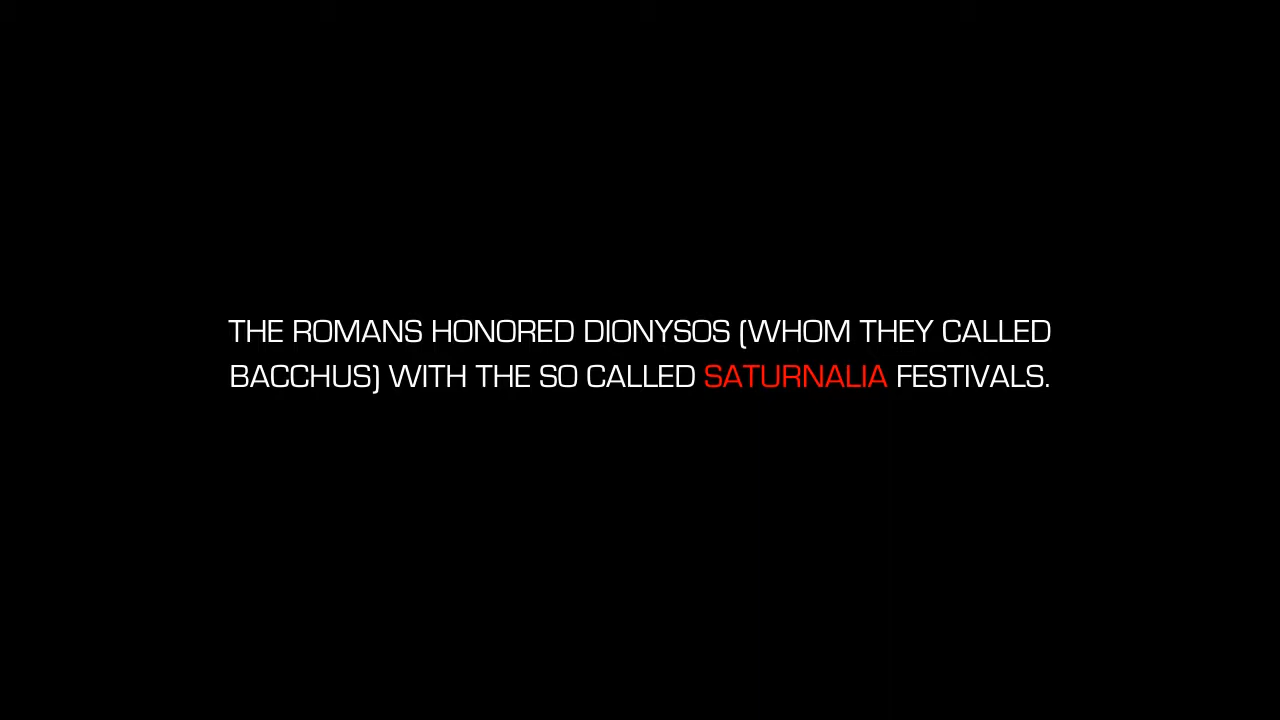 THE ROMANS HONORED DIONYSOS (WHOM THEY CALLED
BACCHUS) WITH THE SO CALLED SATURNALIA FESTIVALS.